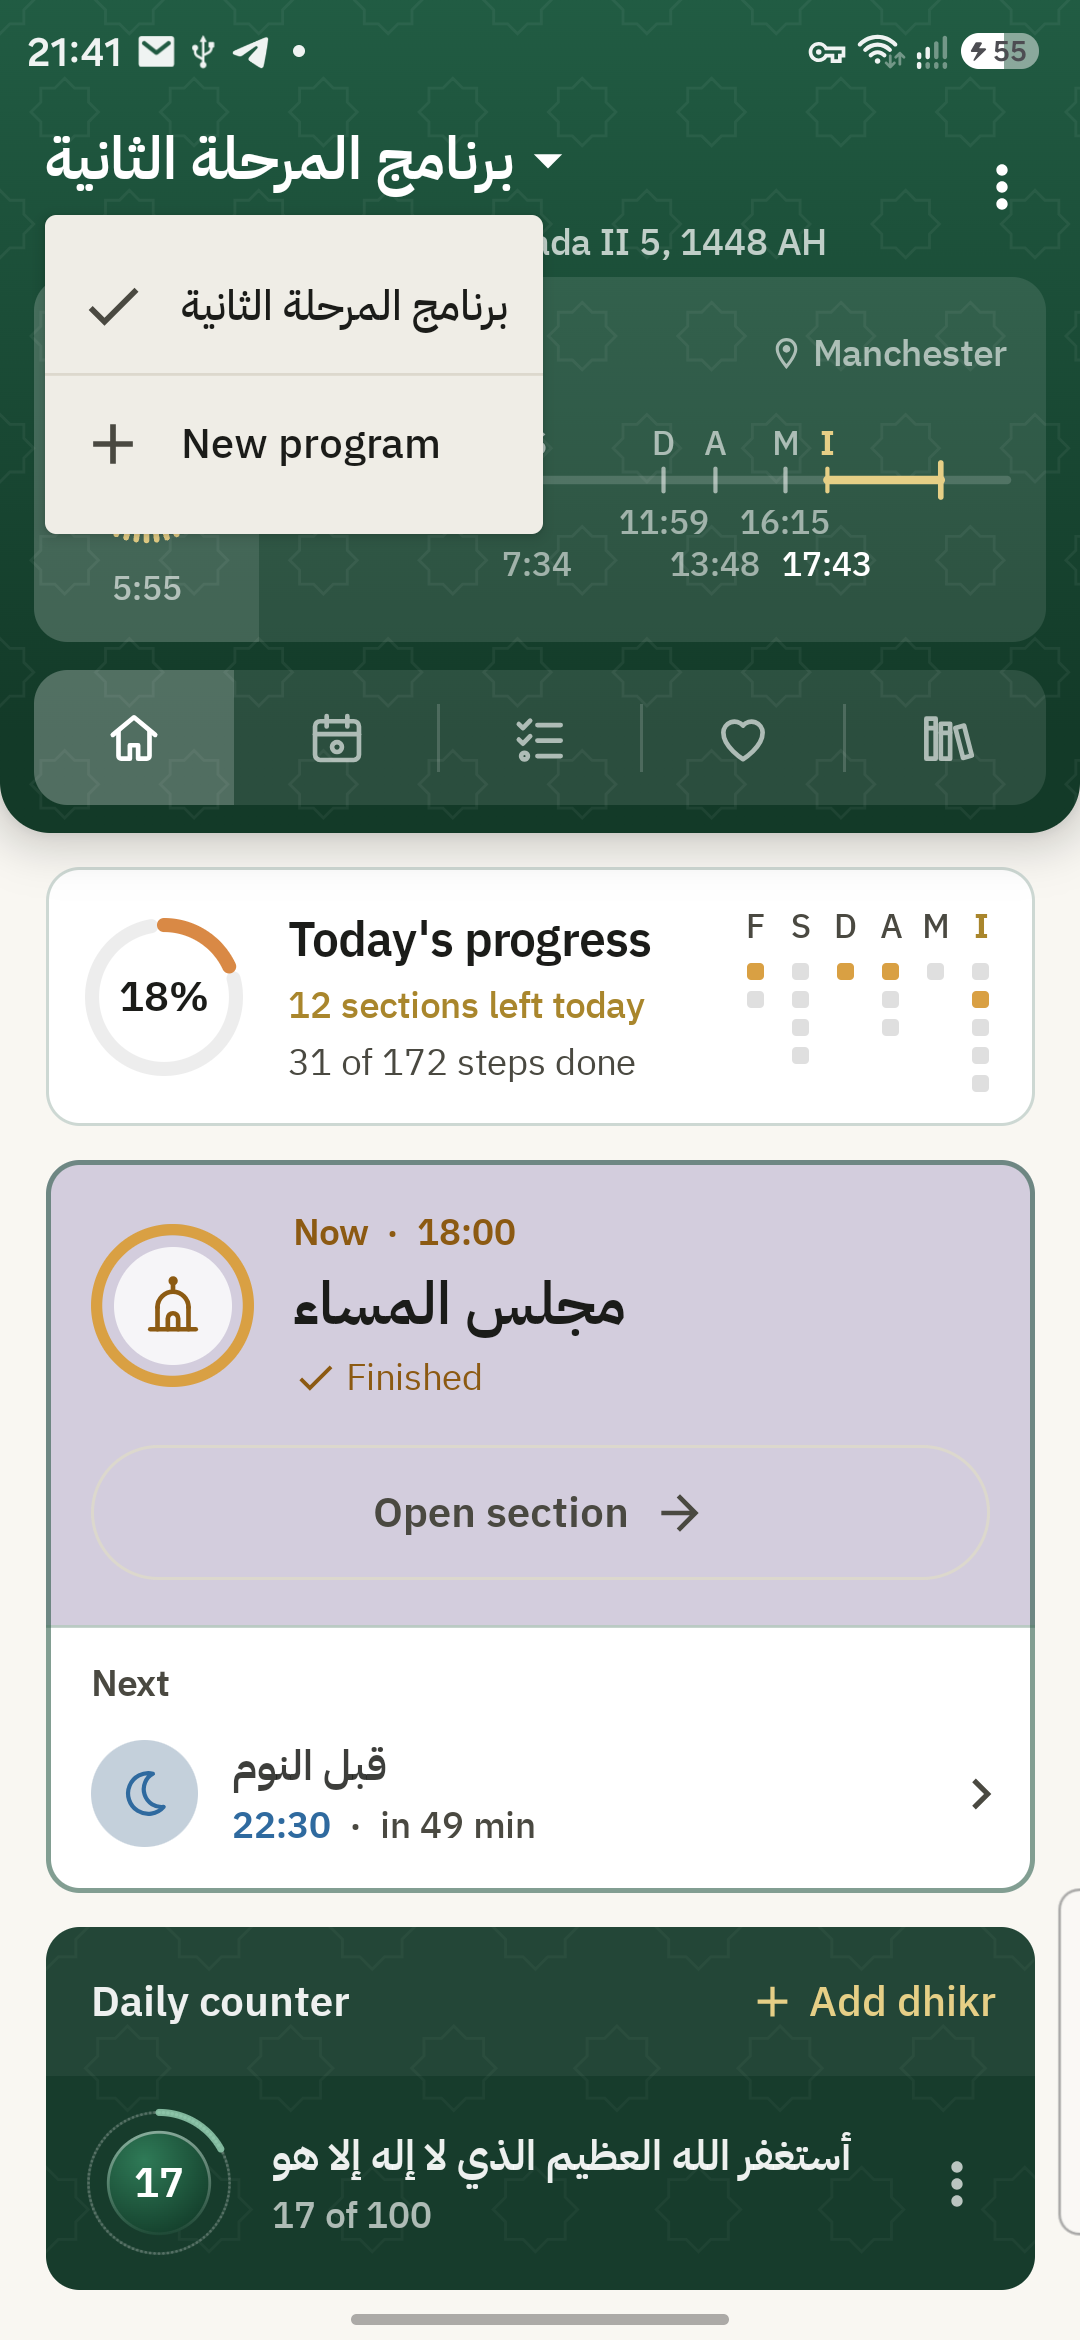 21:41
55
برنامج المرحلة الثانية
II 5, 1448 AH
برنامج المرحلة الثانية
New program
Manchester
D A M I
11:59 16:15
7:34 13:48 17:43
5:55
Today's progress
12 sections left today
31 of 172 steps done
18%
F S D A M I
Now · 18:00
مجلس المساء
Finished
Open section
Next
قبل النوم
22:30 · in 49 min
Daily counter
Add dhikr
17
أستغفر الله العظيم الذي لا إله إلا هو
17 of 100